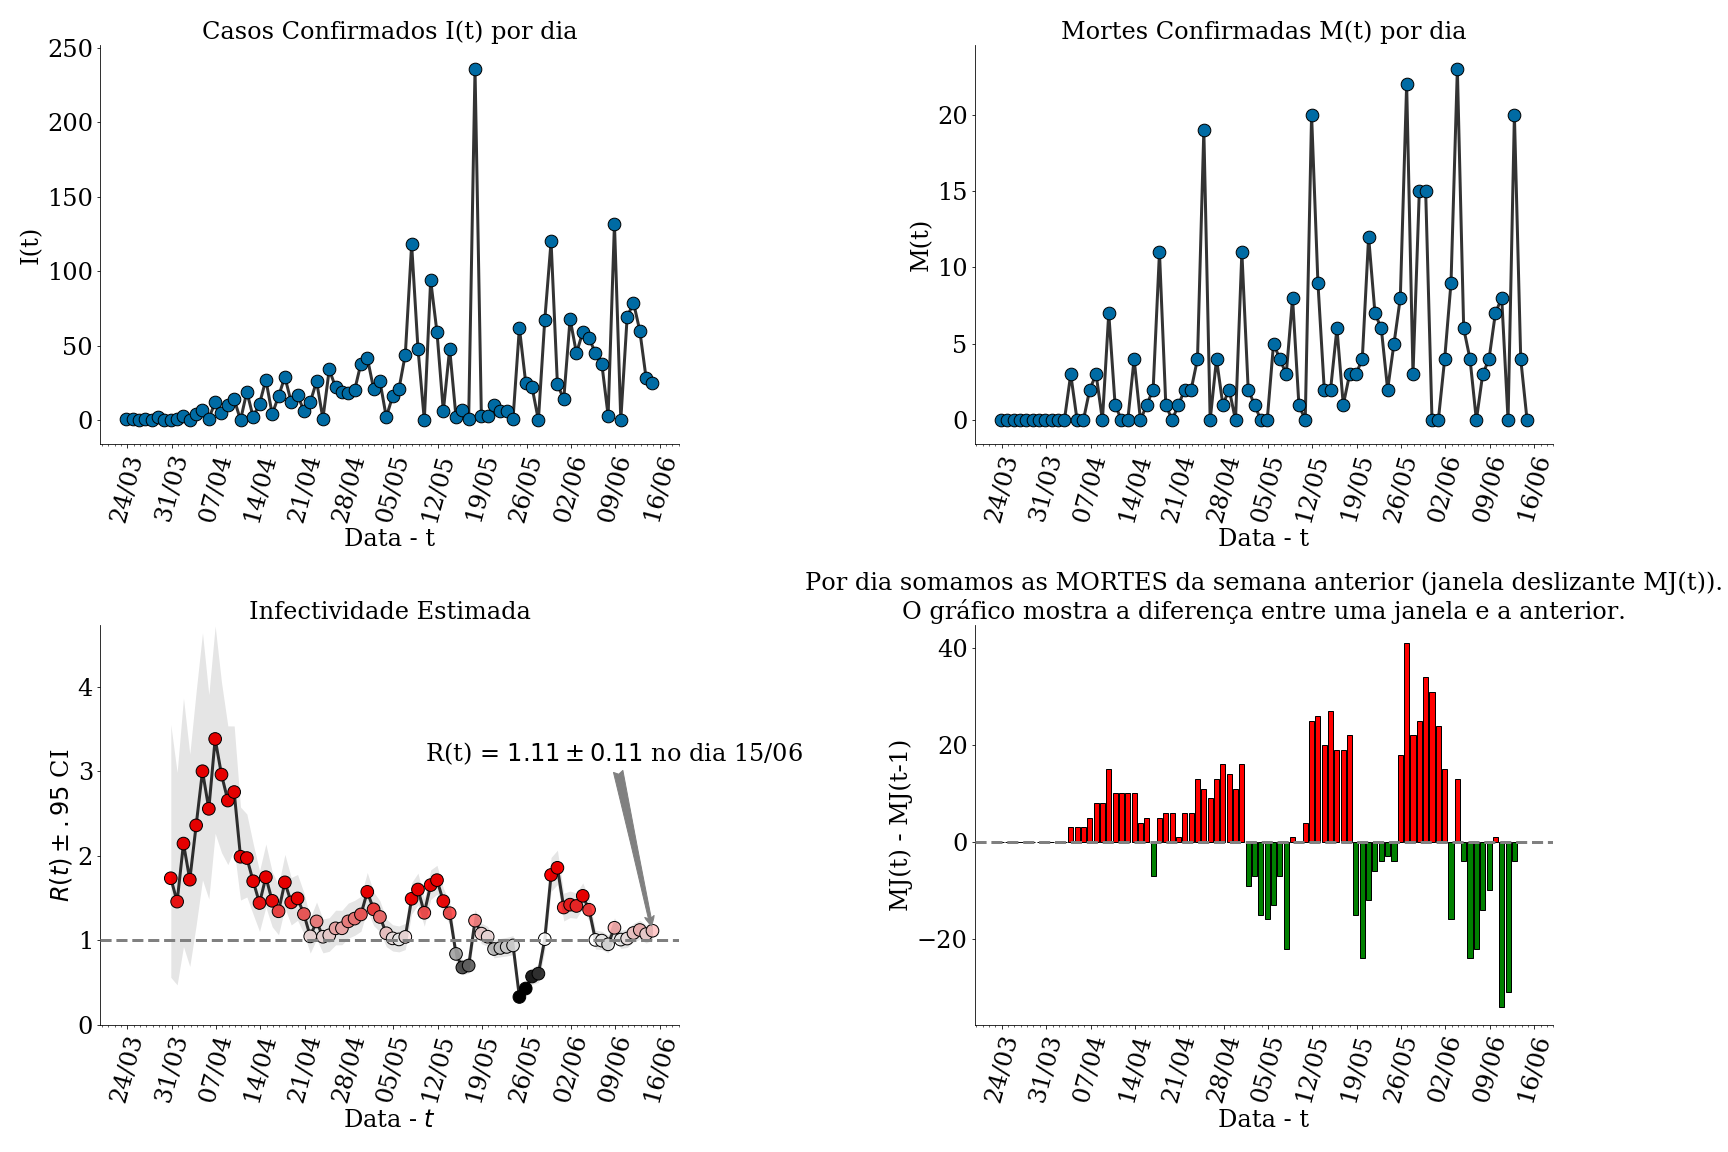 Casos Confirmados I(t) por dia
250
200
150
100
50
0
I(t)
24/03 31/03 07/04 14/04 21/04 28/04 05/05 12/05 19/05 26/05 02/06 09/06 16/06
Data - t
Mortes Confirmadas M(t) por dia
20
15
10
5
0
M(t)
24/03 31/03 07/04 14/04 21/04 28/04 05/05 12/05 19/05 26/05 02/06 09/06 16/06
Data - t
Infectividade Estimada
4
3
2
1
0
R(t) ± .95 CI
R(t) = 1.11 ± 0.11 no dia 15/06
24/03 31/03 07/04 14/04 21/04 28/04 05/05 12/05 19/05 26/05 02/06 09/06 16/06
Data - t
Por dia somamos as MORTES da semana anterior (janela deslizante MJ(t)).
O gráfico mostra a diferença entre uma janela e a anterior.
40
20
0
−20
MJ(t) - MJ(t-1)
24/03 31/03 07/04 14/04 21/04 28/04 05/05 12/05 19/05 26/05 02/06 09/06 16/06
Data - t